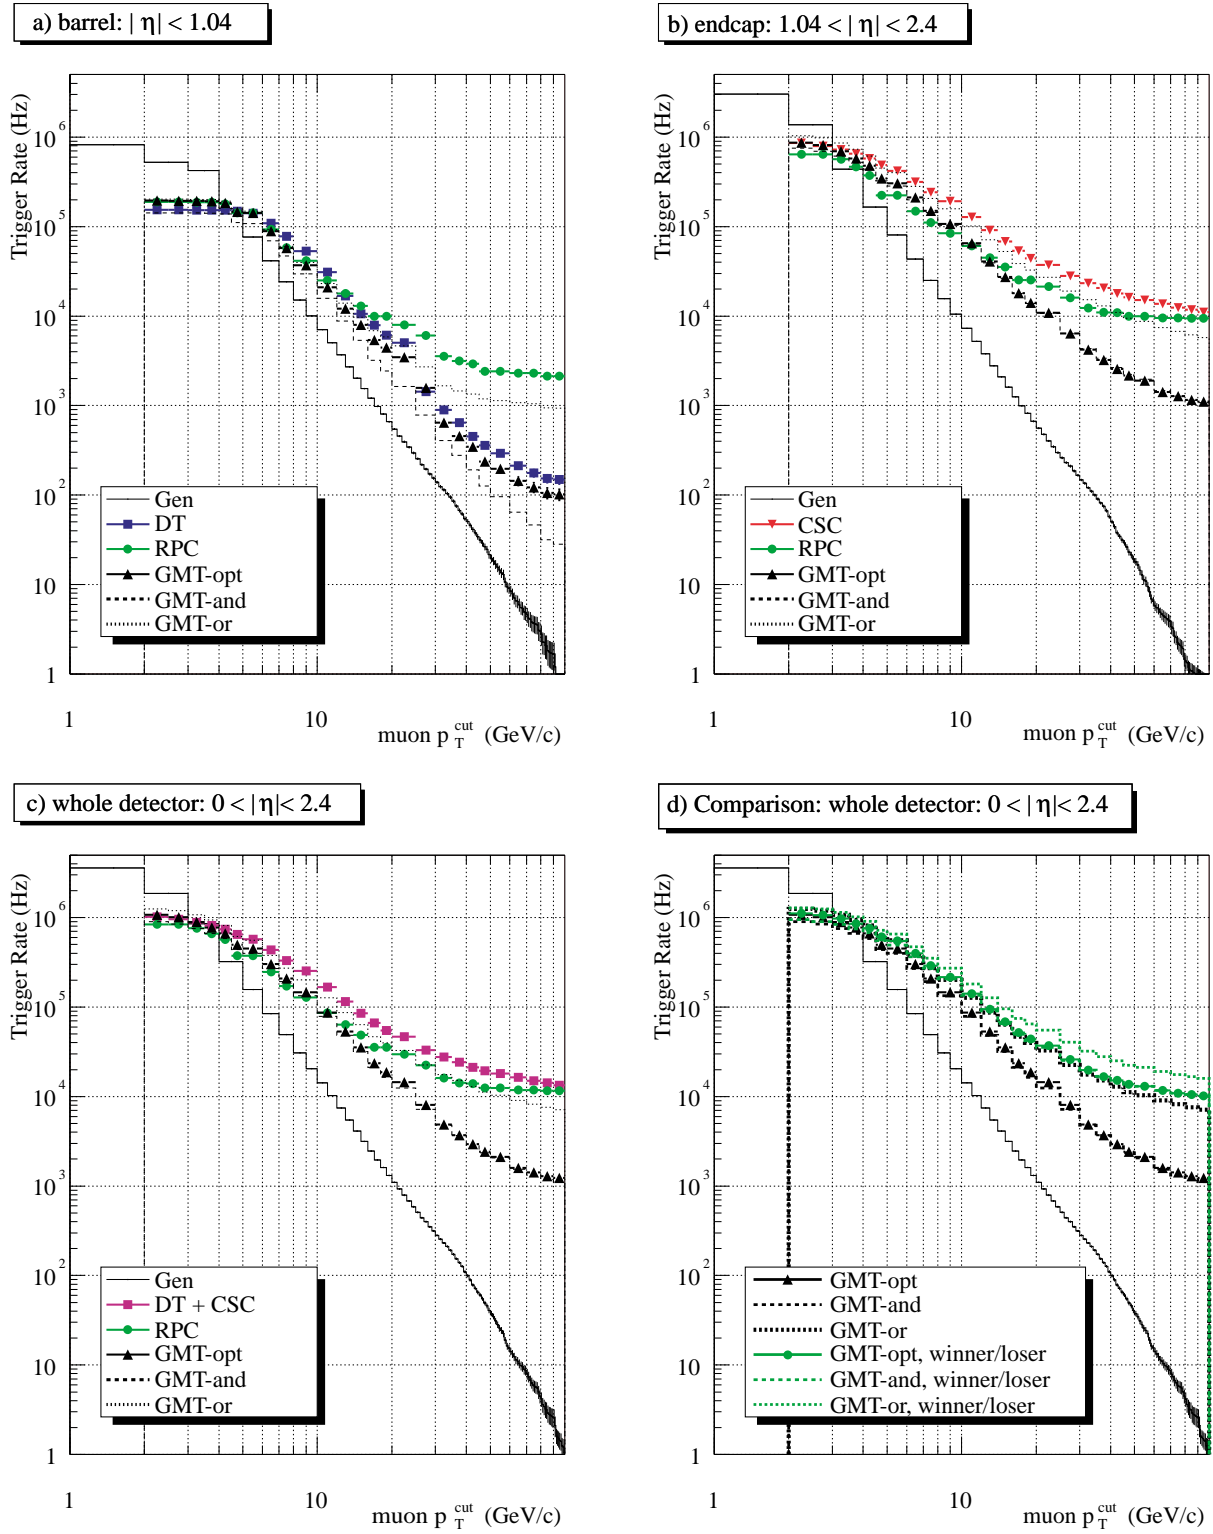 a) barrel: | η| < 1.04
Trigger Rate (Hz)
10^6
10^5
10^4
10^3
10^2
10
1
Gen
DT
RPC
GMT-opt
GMT-and
GMT-or
1
10
muon p_T^cut (GeV/c)
b) endcap: 1.04 < | η| < 2.4
Trigger Rate (Hz)
10^6
10^5
10^4
10^3
10^2
10
1
Gen
CSC
RPC
GMT-opt
GMT-and
GMT-or
1
10
muon p_T^cut (GeV/c)
c) whole detector: 0 < | η|< 2.4
Trigger Rate (Hz)
10^6
10^5
10^4
10^3
10^2
10
1
Gen
DT + CSC
RPC
GMT-opt
GMT-and
GMT-or
1
10
muon p_T^cut (GeV/c)
d) Comparison: whole detector: 0 < | η|< 2.4
Trigger Rate (Hz)
10^6
10^5
10^4
10^3
10^2
10
1
GMT-opt
GMT-and
GMT-or
GMT-opt, winner/loser
GMT-and, winner/loser
GMT-or, winner/loser
1
10
muon p_T^cut (GeV/c)